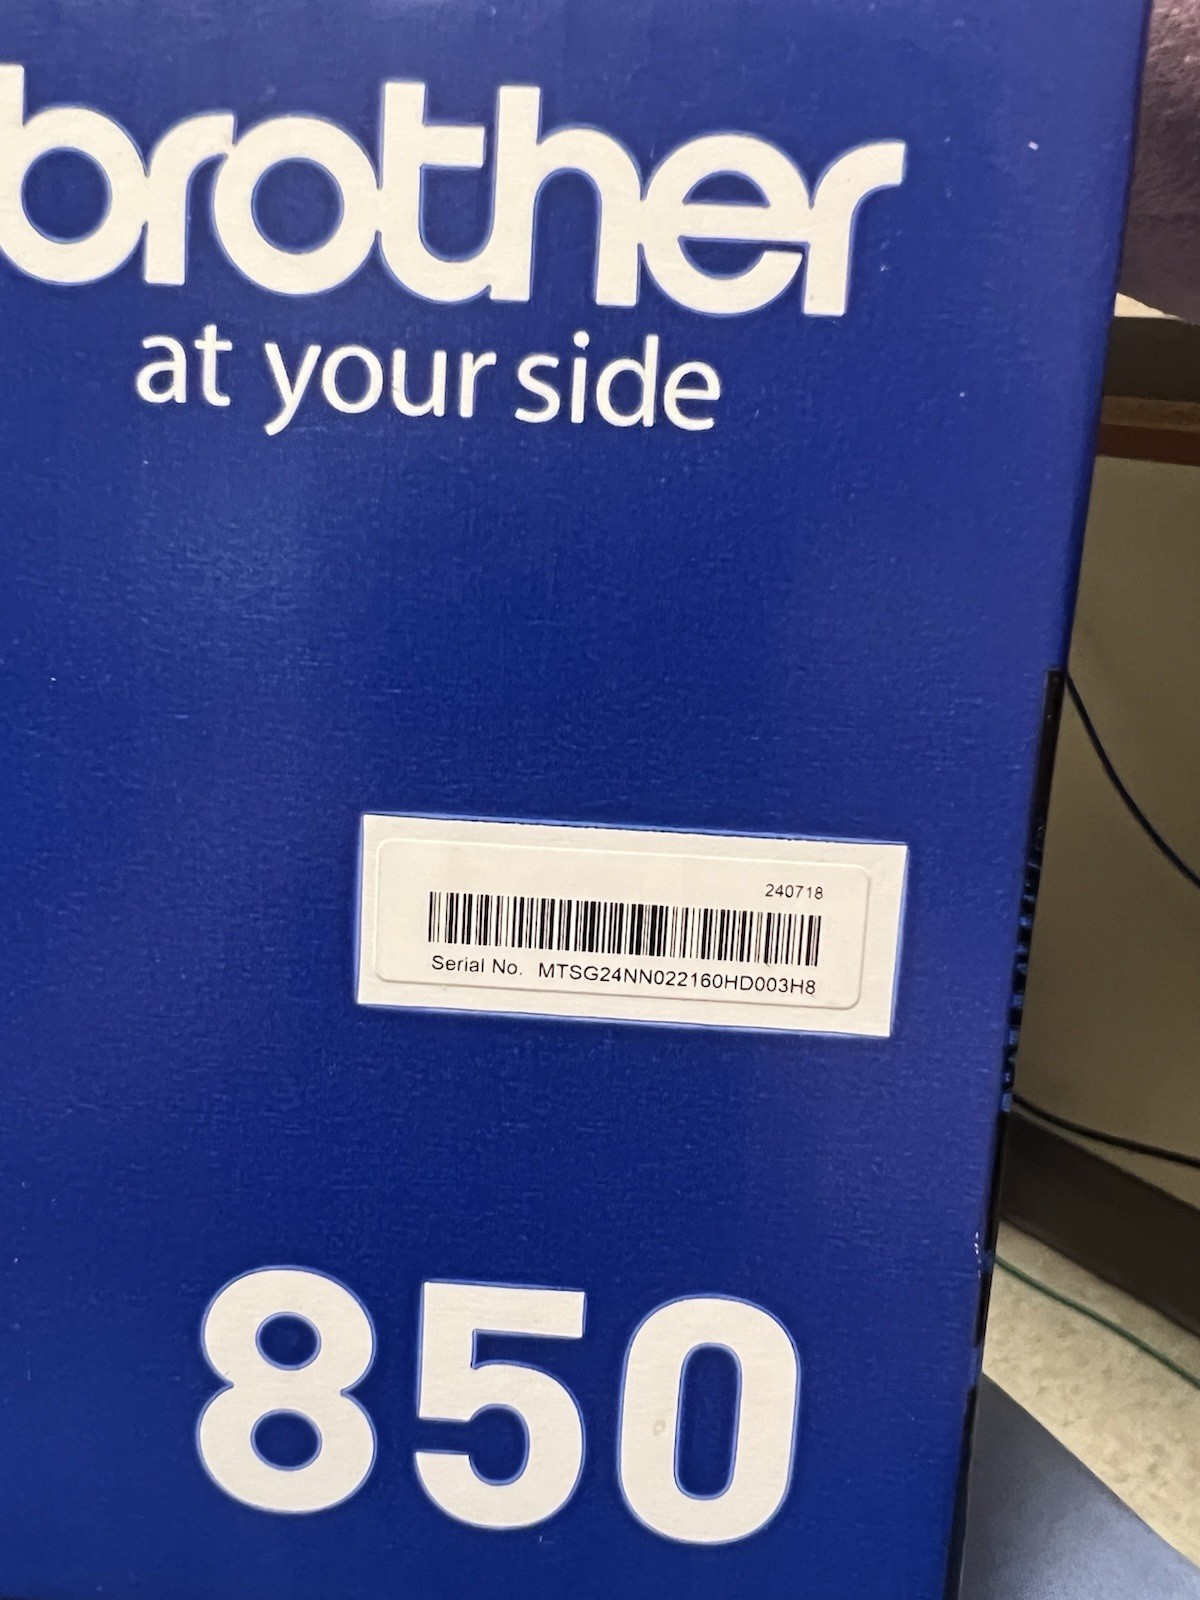 brother
at your side
240718
Serial No. MTSG24NN022160HD003H8
850